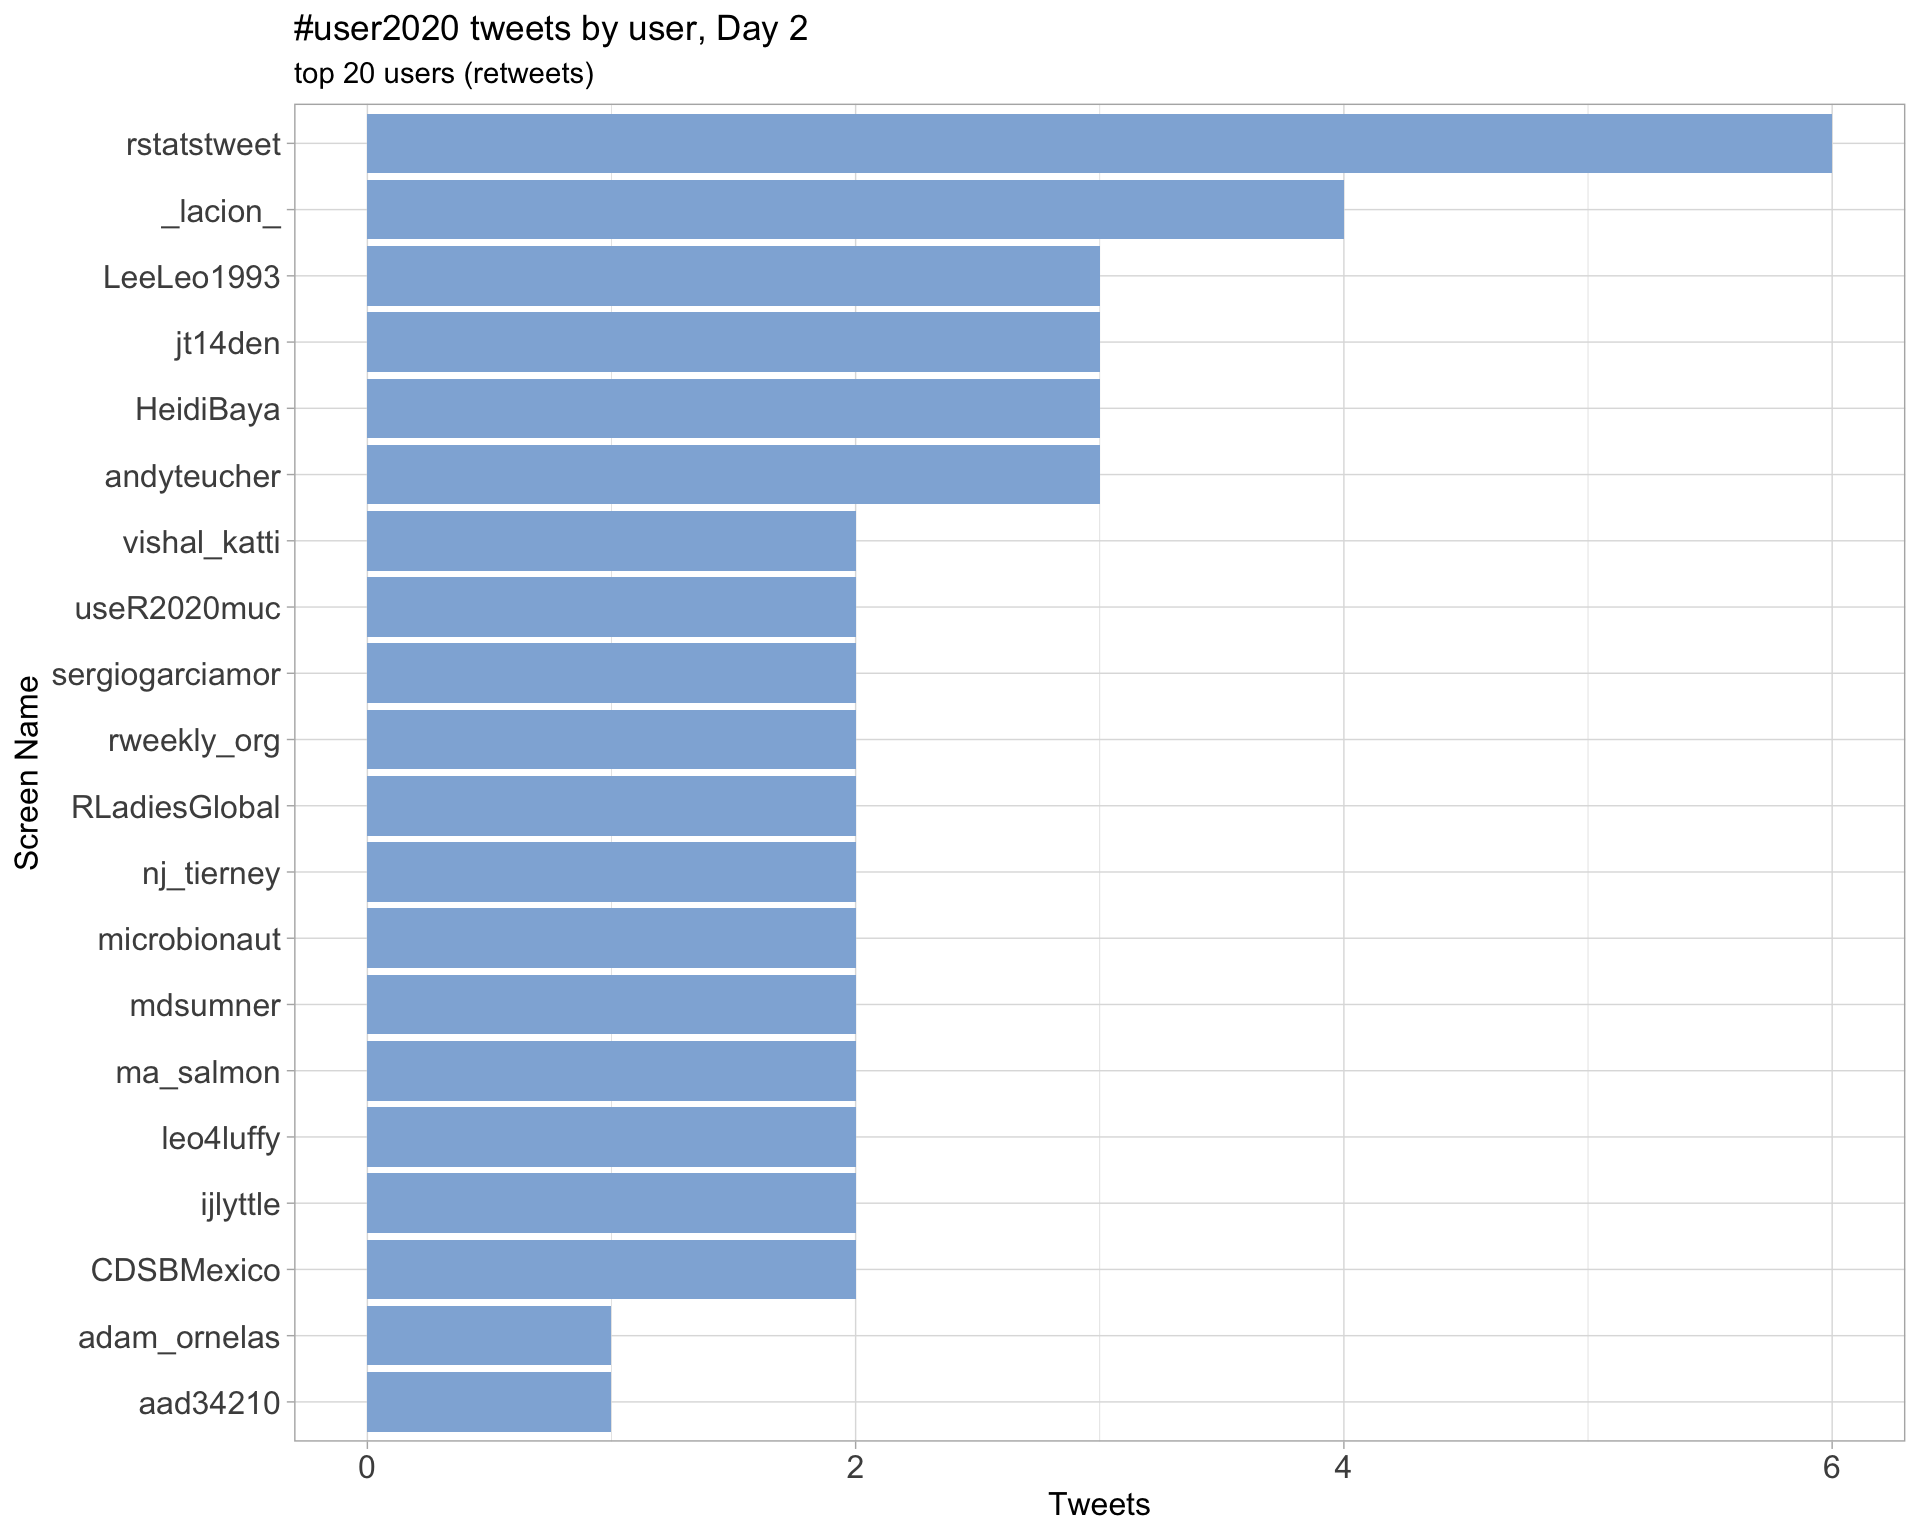 #user2020 tweets by user, Day 2
top 20 users (retweets)
rstatstweet
_lacion_
LeeLeo1993
jt14den
HeidiBaya
andyteucher
vishal_katti
useR2020muc
sergiogarciamor
rweekly_org
RLadiesGlobal
nj_tierney
microbionaut
mdsumner
ma_salmon
leo4luffy
ijlyttle
CDSBMexico
adam_ornelas
aad34210
Screen Name
0 2 4 6
Tweets